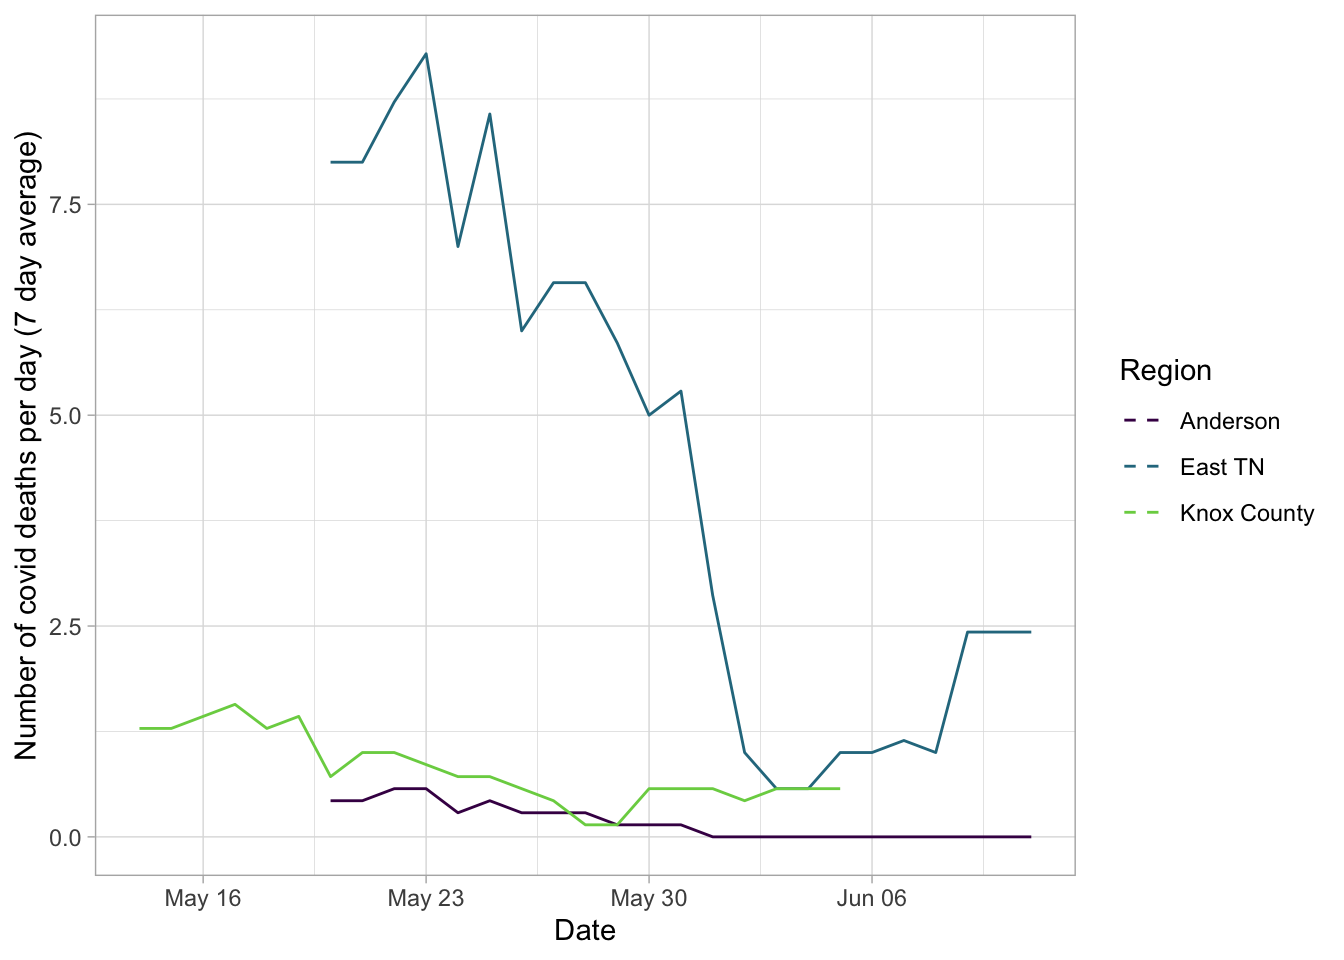 Number of covid deaths per day (7 day average)
7.5
5.0
2.5
0.0
May 16
May 23
May 30
Jun 06
Date
Region
Anderson
East TN
Knox County